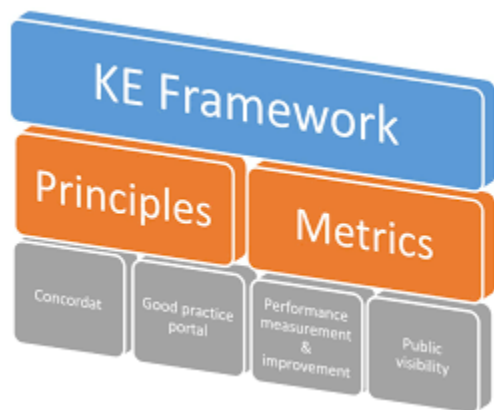 KE Framework
Principles
Metrics
Concordat
Good practice
portal
Performance
measurement
&
improvement
Public
visibility